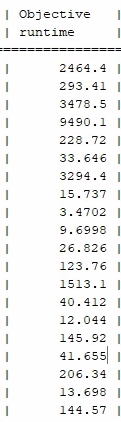 | Objective |
| runtime |
================
| 2464.4 |
| 293.41 |
| 3478.5 |
| 9490.1 |
| 228.72 |
| 33.646 |
| 3294.4 |
| 15.737 |
| 3.4702 |
| 9.6998 |
| 26.826 |
| 123.76 |
| 1513.1 |
| 40.412 |
| 12.044 |
| 145.92 |
| 41.655 |
| 206.34 |
| 13.698 |
| 144.57 |